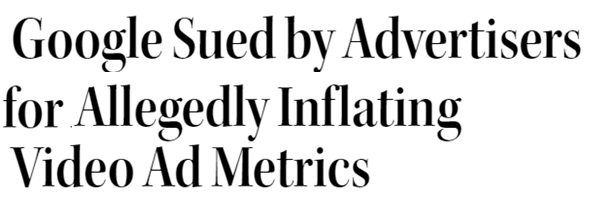 Google Sued by Advertisers
for Allegedly Inflating
Video Ad Metrics